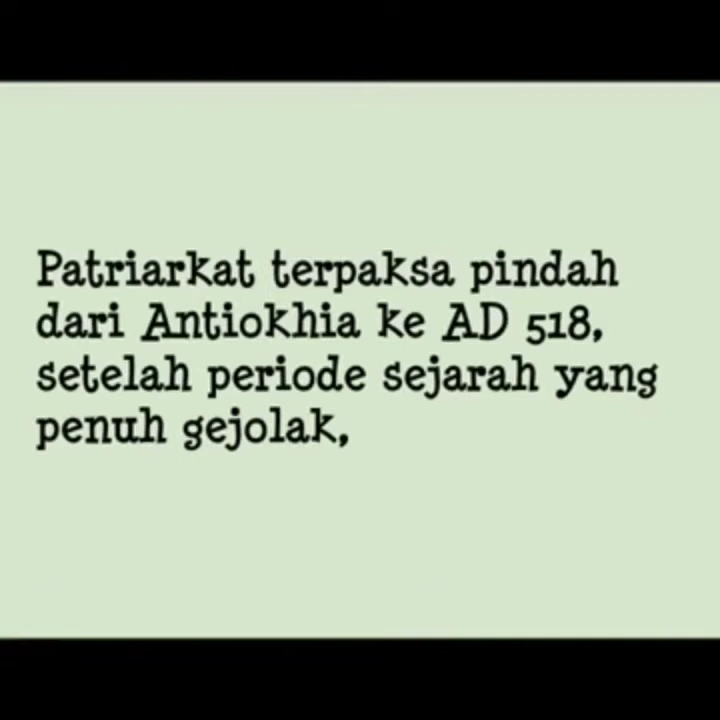 Patriarkat terpaksa pindah
dari Antiokhia ke AD 518,
setelah periode sejarah yang
penuh gejolak,